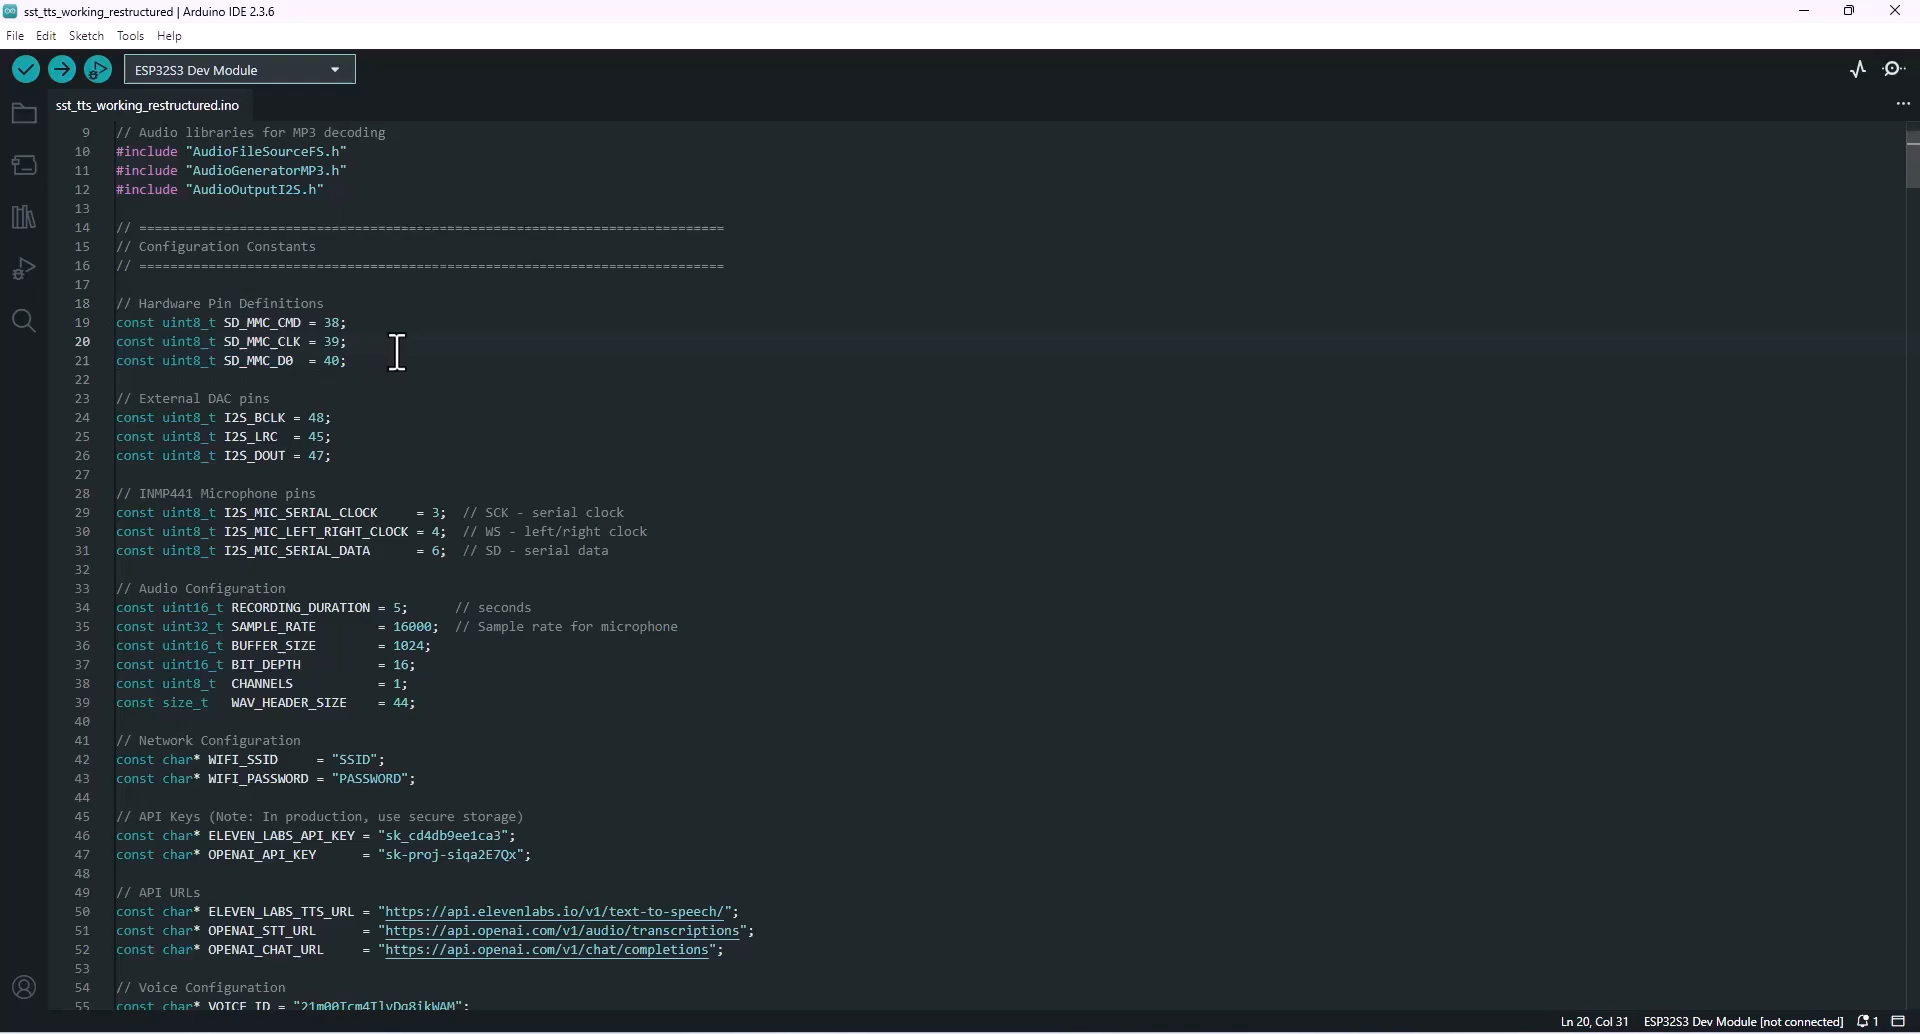 sst_tts_working_restructured | Arduino IDE 2.3.6
File Edit Sketch Tools Help
ESP32S3 Dev Module
sst_tts_working_restructured.ino
9 // Audio libraries for MP3 decoding
10 #include "AudioFileSourceFS.h"
11 #include "AudioGeneratorMP3.h"
12 #include "AudioOutputI2S.h"
13
14 // ============================================================================
15 // Configuration Constants
16 // ============================================================================
17
18 // Hardware Pin Definitions
19 const uint8_t SD_MMC_CMD = 38;
20 const uint8_t SD_MMC_CLK = 39;
21 const uint8_t SD_MMC_D0  = 40;
22
23 // External DAC pins
24 const uint8_t I2S_BCLK = 48;
25 const uint8_t I2S_LRC  = 45;
26 const uint8_t I2S_DOUT = 47;
27
28 // INMP441 Microphone pins
29 const uint8_t I2S_MIC_SERIAL_CLOCK     = 3;  // SCK - serial clock
30 const uint8_t I2S_MIC_LEFT_RIGHT_CLOCK = 4;  // WS - left/right clock
31 const uint8_t I2S_MIC_SERIAL_DATA      = 6;  // SD - serial data
32
33 // Audio Configuration
34 const uint16_t RECORDING_DURATION = 5;      // seconds
35 const uint32_t SAMPLE_RATE        = 16000;  // Sample rate for microphone
36 const uint16_t BUFFER_SIZE        = 1024;
37 const uint16_t BIT_DEPTH          = 16;
38 const uint8_t  CHANNELS           = 1;
39 const size_t   WAV_HEADER_SIZE    = 44;
40
41 // Network Configuration
42 const char* WIFI_SSID     = "SSID";
43 const char* WIFI_PASSWORD = "PASSWORD";
44
45 // API Keys (Note: In production, use secure storage)
46 const char* ELEVEN_LABS_API_KEY = "sk_cd4db9ee1ca3";
47 const char* OPENAI_API_KEY      = "sk-proj-siqa2E7Qx";
48
49 // API URLs
50 const char* ELEVEN_LABS_TTS_URL = "https://api.elevenlabs.io/v1/text-to-speech/";
51 const char* OPENAI_STT_URL      = "https://api.openai.com/v1/audio/transcriptions";
52 const char* OPENAI_CHAT_URL     = "https://api.openai.com/v1/chat/completions";
53
54 // Voice Configuration
55 const char* VOICE_ID = "21m00Tcm4TlvDq8ikWAM";
Ln 20, Col 31 ESP32S3 Dev Module [not connected] 1